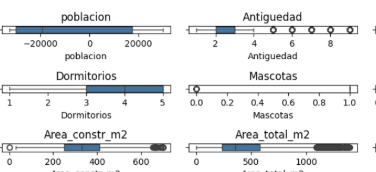 poblacion
Antiguedad
−20000 0 20000
2 4 6 8
poblacion
Antiguedad
Dormitorios
Mascotas
1 2 3 4 5
0.0 0.2 0.4 0.6 0.8 1.0
Dormitorios
Mascotas
Area_constr_m2
Area_total_m2
0 200 400 600
0 500 1000